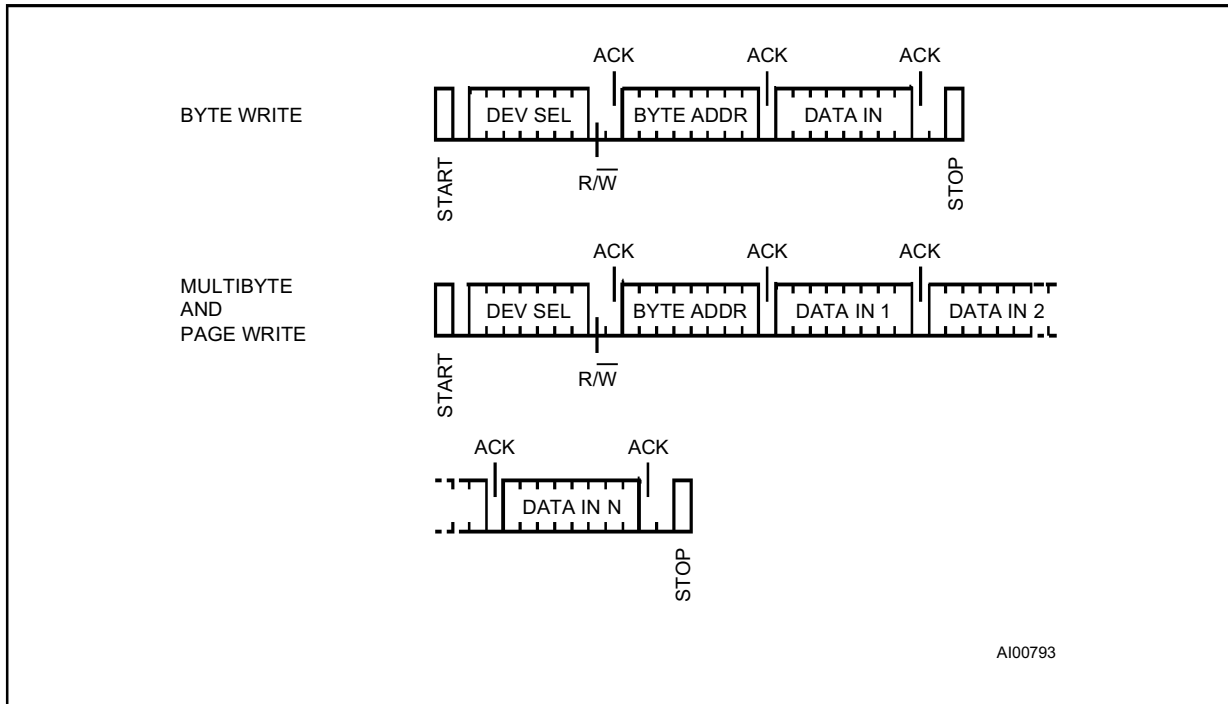 ACK ACK ACK
BYTE WRITE
DEV SEL BYTE ADDR DATA IN
R/W̅
START
STOP
ACK ACK ACK
MULTIBYTE
AND
PAGE WRITE
DEV SEL BYTE ADDR DATA IN 1 DATA IN 2
R/W̅
START
ACK ACK
DATA IN N
STOP
AI00793